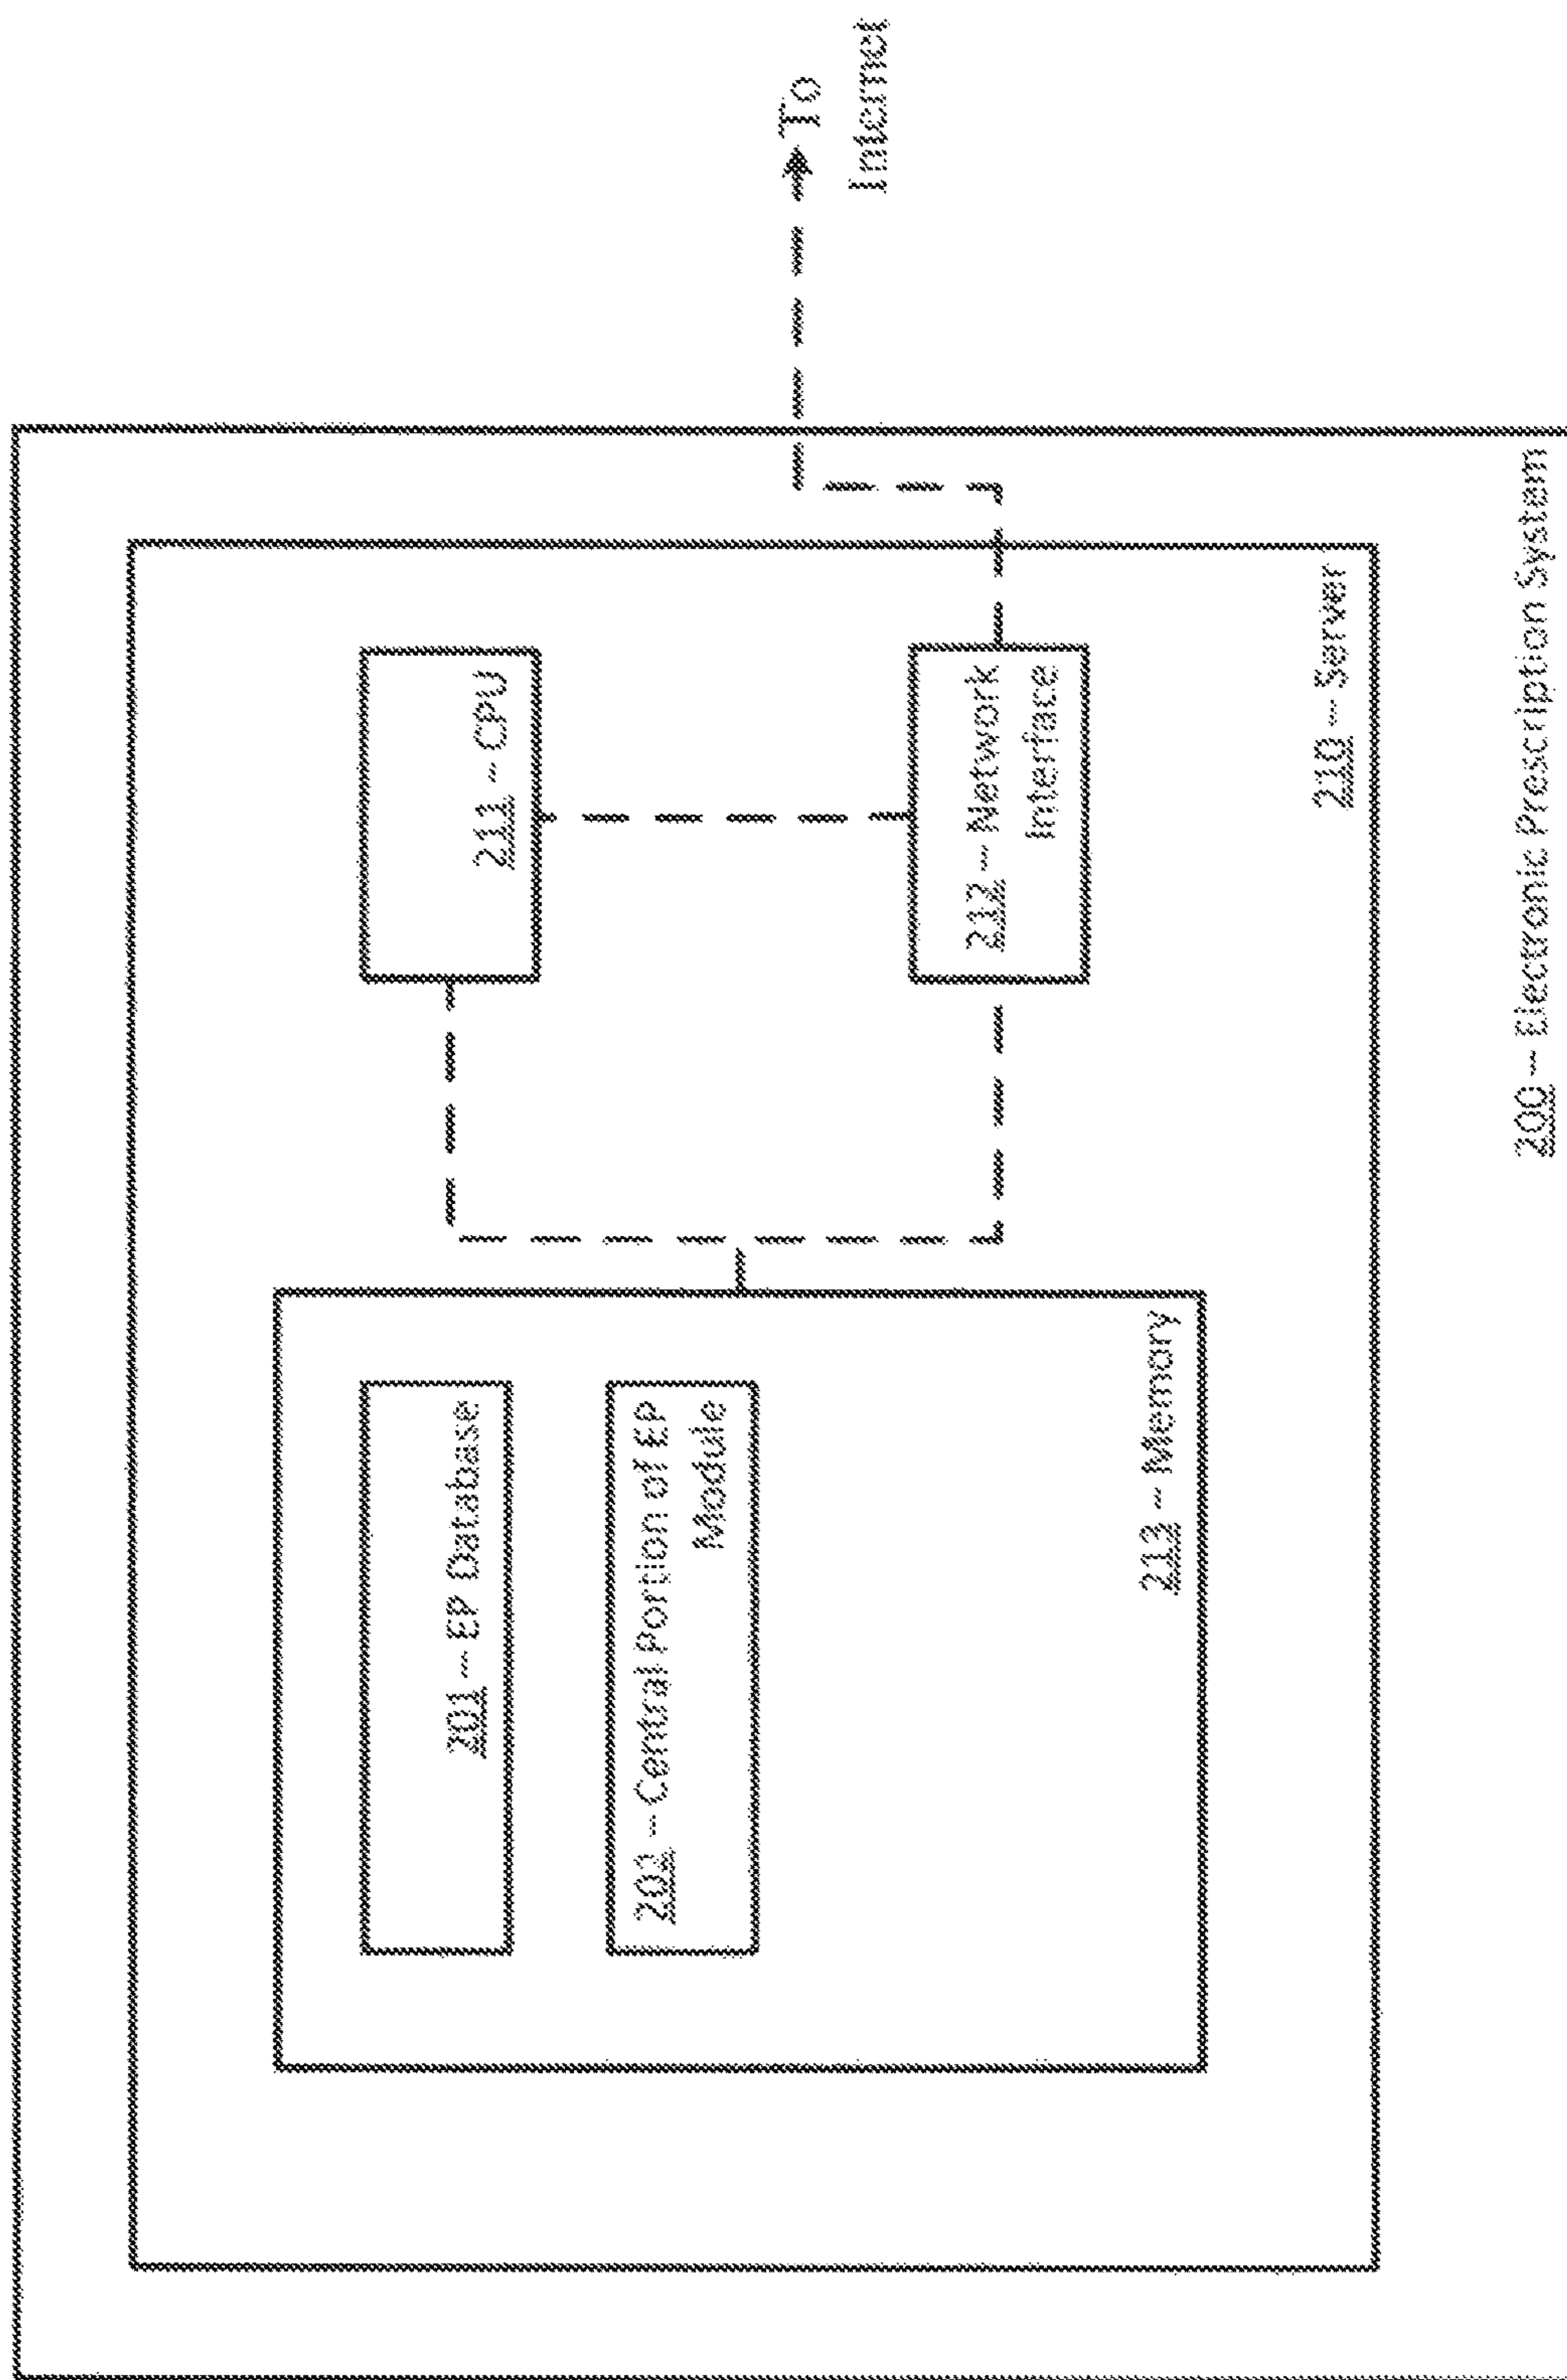 201 -- EP Database
202 -- Central Portion of EP
Module
213 -- Memory
211 -- CPU
212 -- Network
Interface
210 -- Server
200 -- Electronic Prescription System
To
Internet